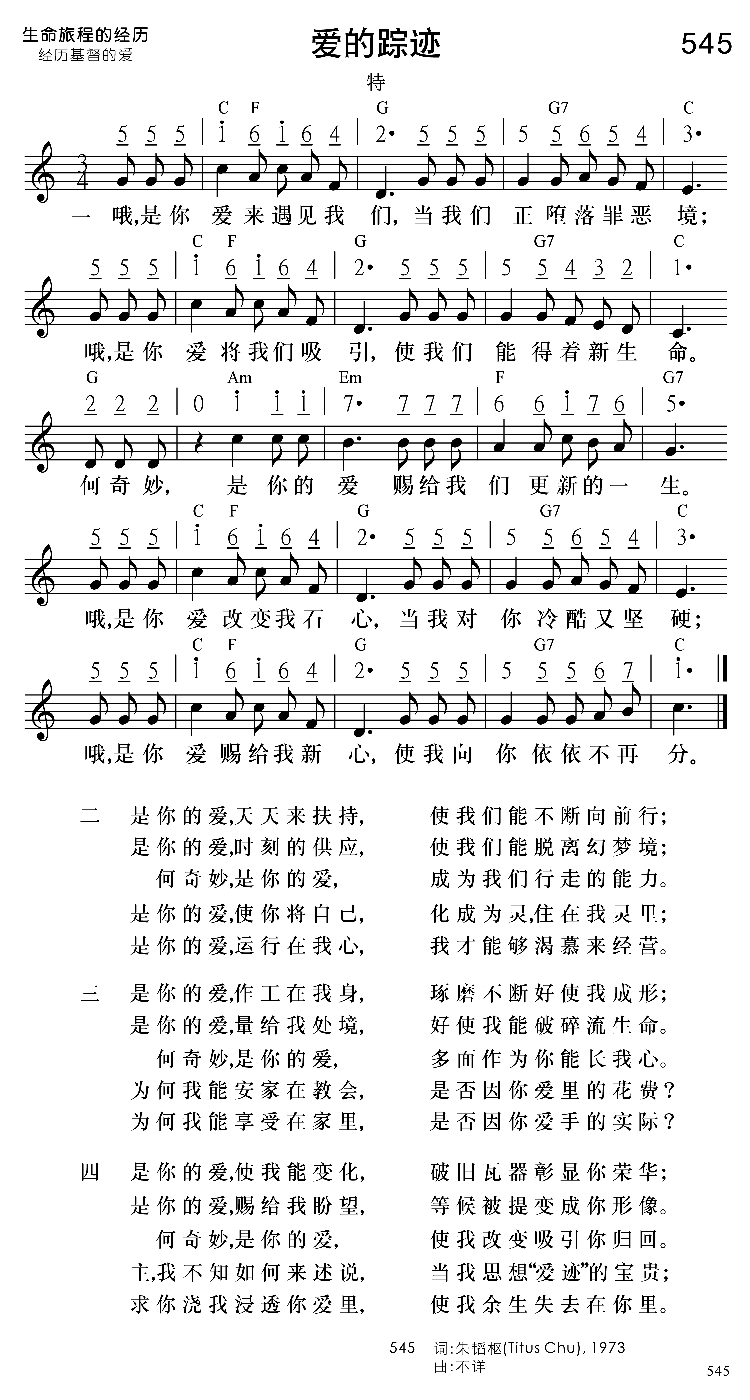 生命旅程的经历
经历基督的爱
爱的踪迹
545
特
C F G G7 C
5 5 5 | 1 6 1 6 4 | 2· 5 5 5 | 5 5 6 5 4 | 3·
3
4
一 哦,是你 爱来遇见我 们,当我们 正堕落罪恶 境;
C F G G7 C
5 5 5 | 1 6 1 6 4 | 2· 5 5 5 | 5 5 4 3 2 | 1·
哦,是你 爱将我们吸 引,使我们 能得着新生 命。
G Am Em F G7
2 2 2 | 0 1 1 1 | 7· 7 7 7 | 6 6 1 7 6 | 5·
何奇妙, 是你的 爱 赐给我 们更新的一 生。
C F G G7 C
5 5 5 | 1 6 1 6 4 | 2· 5 5 5 | 5 5 6 5 4 | 3·
哦,是你 爱改变我石 心,当我对 你冷酷又坚 硬;
C F G G7 C
5 5 5 | 1 6 1 6 4 | 2· 5 5 5 | 5 5 5 6 7 | 1·
哦,是你 爱赐给我新 心,使我向 你依依不再 分。
二 是你的爱,天天来扶持, 使我们能不断向前行;
是你的爱,时刻的供应, 使我们能脱离幻梦境;
何奇妙,是你的爱, 成为我们行走的能力。
是你的爱,使你将自己, 化成为灵,住在我灵里;
是你的爱,运行在我心, 我才能够渴慕来经营。
三 是你的爱,作工在我身, 琢磨不断好使我成形;
是你的爱,量给我处境, 好使我能破碎流生命。
何奇妙,是你的爱, 多面作为你能长我心。
为何我能安家在教会, 是否因你爱里的花费?
为何我能享受在家里, 是否因你爱手的实际?
四 是你的爱,使我能变化, 破旧瓦器彰显你荣华;
是你的爱,赐给我盼望, 等候被提变成你形像。
何奇妙,是你的爱, 使我改变吸引你归回。
主,我不知如何来述说, 当我思想“爱迹”的宝贵;
求你浇我浸透你爱里, 使我余生失去在你里。
545 词:朱韬枢(Titus Chu), 1973
曲:不详
545